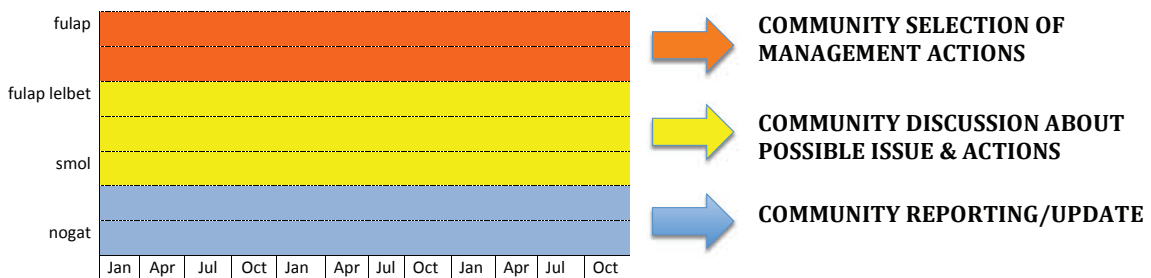 fulap
fulap lelbet
smol
nogat
Jan Apr Jul Oct Jan Apr Jul Oct Jan Apr Jul Oct
COMMUNITY SELECTION OF
MANAGEMENT ACTIONS
COMMUNITY DISCUSSION ABOUT
POSSIBLE ISSUE & ACTIONS
COMMUNITY REPORTING/UPDATE